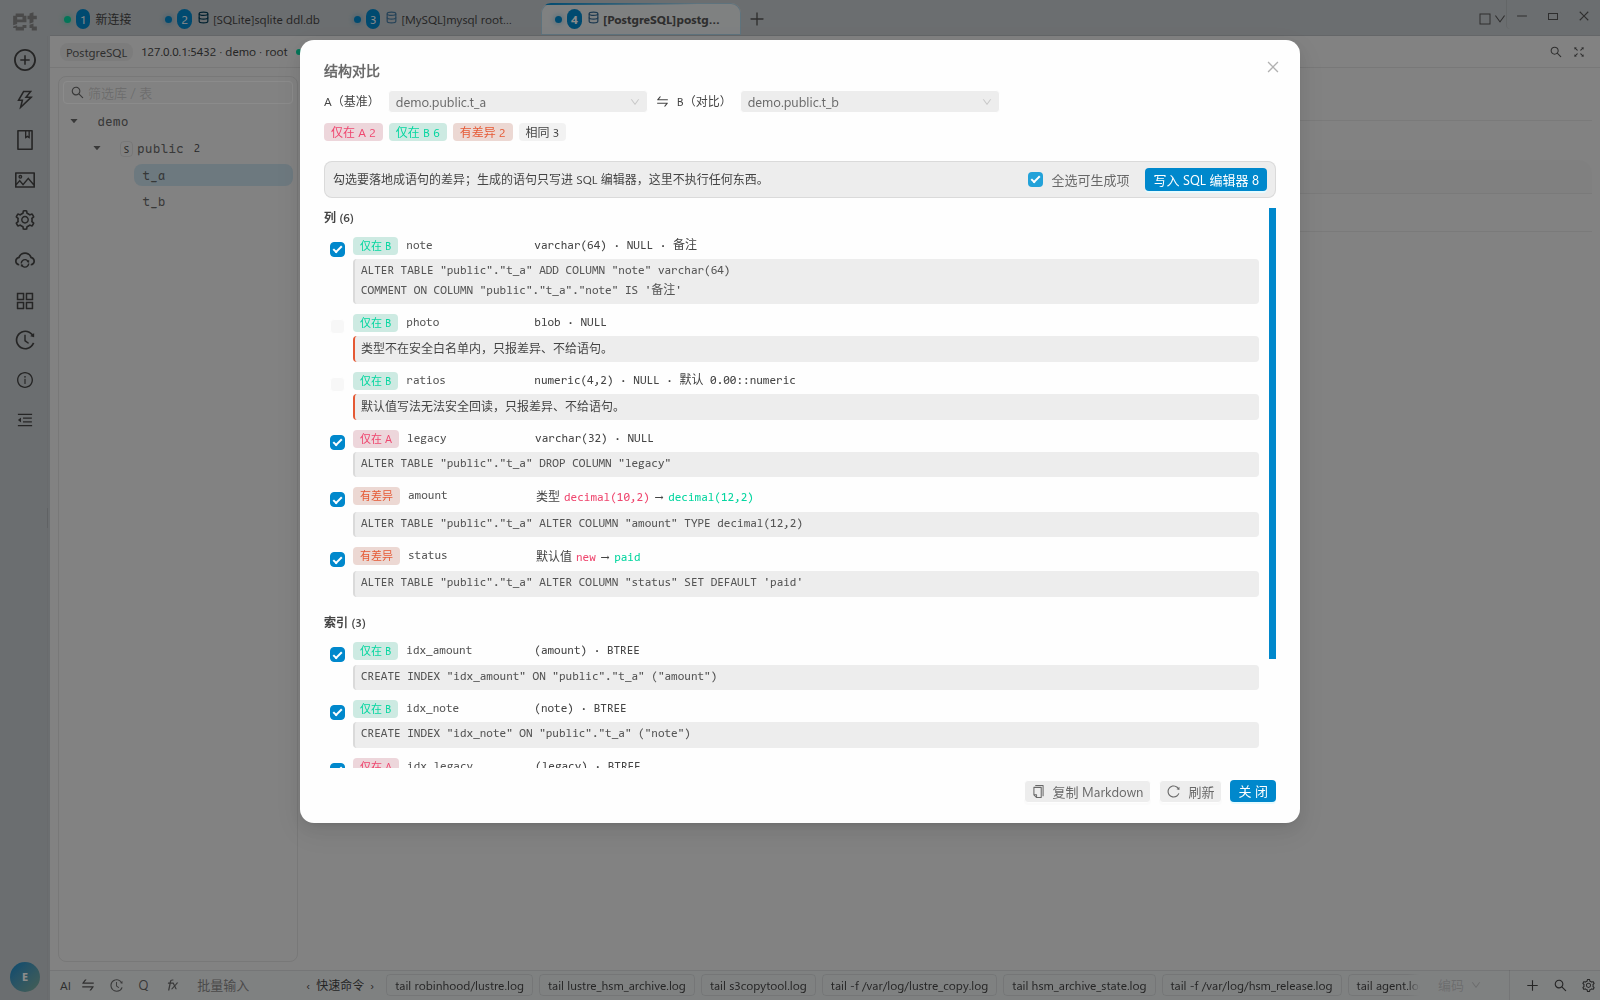 et
1 新连接
2 [SQLite]sqlite ddl.db
3 [MySQL]mysql root...
4 [PostgreSQL]postg...
PostgreSQL 127.0.0.1:5432 · demo · root
筛选库 / 表
demo
s public 2
t_a
t_b
结构对比
A（基准） demo.public.t_a ⇋ B（对比） demo.public.t_b
仅在 A 2 仅在 B 6 有差异 2 相同 3
勾选要落地成语句的差异；生成的语句只写进 SQL 编辑器，这里不执行任何东西。
全选可生成项 写入 SQL 编辑器 8
列 (6)
仅在 B note varchar(64) · NULL · 备注
ALTER TABLE "public"."t_a" ADD COLUMN "note" varchar(64)
COMMENT ON COLUMN "public"."t_a"."note" IS '备注'
仅在 B photo blob · NULL
类型不在安全白名单内，只报差异、不给语句。
仅在 B ratios numeric(4,2) · NULL · 默认 0.00::numeric
默认值写法无法安全回读，只报差异、不给语句。
仅在 A legacy varchar(32) · NULL
ALTER TABLE "public"."t_a" DROP COLUMN "legacy"
有差异 amount 类型 decimal(10,2) → decimal(12,2)
ALTER TABLE "public"."t_a" ALTER COLUMN "amount" TYPE decimal(12,2)
有差异 status 默认值 new → paid
ALTER TABLE "public"."t_a" ALTER COLUMN "status" SET DEFAULT 'paid'
索引 (3)
仅在 B idx_amount (amount) · BTREE
CREATE INDEX "idx_amount" ON "public"."t_a" ("amount")
仅在 B idx_note (note) · BTREE
CREATE INDEX "idx_note" ON "public"."t_a" ("note")
仅在 A idx_legacy (legacy) · BTREE
复制 Markdown 刷新 关 闭
E
AI Q fx 批量输入 ‹ 快速命令 › tail robinhood/lustre.log tail lustre_hsm_archive.log tail s3copytool.log tail -f /var/log/lustre_copy.log tail hsm_archive_state.log tail -f /var/log/hsm_release.log tail agent.lo 编码